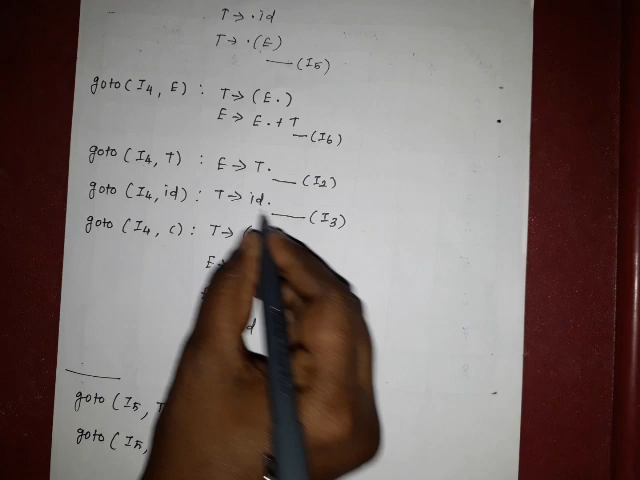 T → . id
T → . (E)
—— (I5)
goto (I4, E) : T → (E . )
E → E . + T
— (I6)
goto (I4, T) : E → T .
—— (I2)
goto (I4, id) : T → id .
—— (I3)
goto (I4, C) : T → (
E →
goto (I5, T
goto (I5,